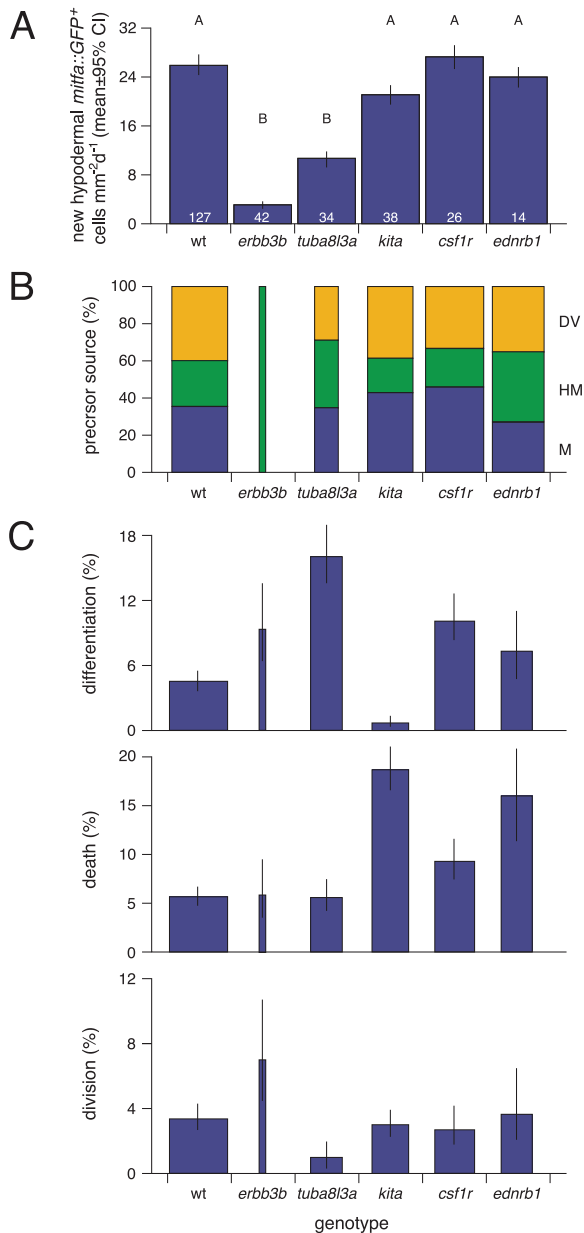 A
new hypodermal mitfa::GFP+
cells mm-2d-1 (mean±95% CI)
32
24
16
8
0
A
B
B
A
A
A
127
42
34
38
26
14
wt
erbb3b
tuba8l3a
kita
csf1r
ednrb1
B
precrsor source (%)
100
80
60
40
20
0
DV
HM
M
wt
erbb3b
tuba8l3a
kita
csf1r
ednrb1
C
differentiation (%)
18
12
6
0
death (%)
20
15
10
5
0
division (%)
12
8
4
0
wt
erbb3b
tuba8l3a
kita
csf1r
ednrb1
genotype